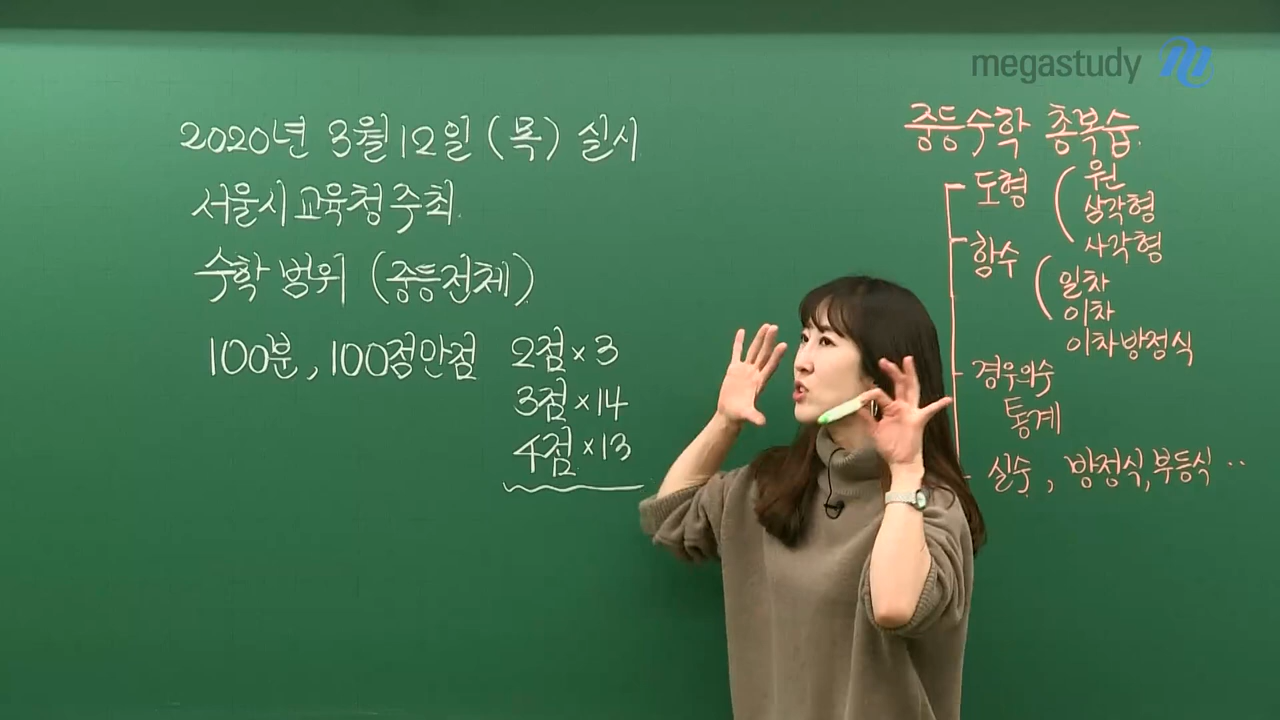 megastudy
2020년 3월 12일 (목) 실시
서울시교육청주최.
수학 범위 (중등전체)
100분, 100점만점
2점×3
3점×14
4점×13
중등수학 총복습.
도형
원
삼각형
사각형
함수
일차
이차
이차방정식
경우의수
통계
실수, 방정식, 부등식 ..